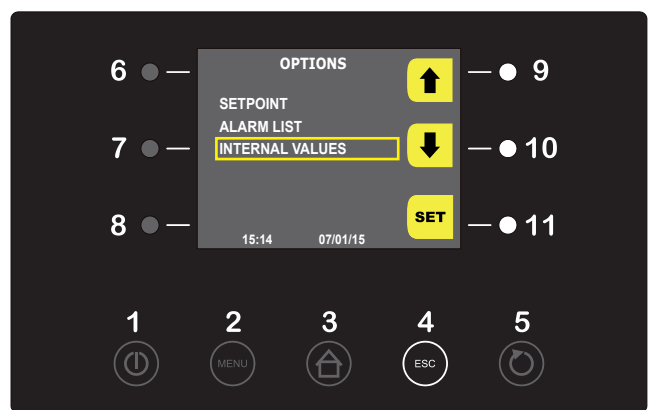 OPTIONS
6
9
SETPOINT
ALARM LIST
7
INTERNAL VALUES
10
8
SET
11
15:14 07/01/15
1 2 3 4 5
MENU ESC